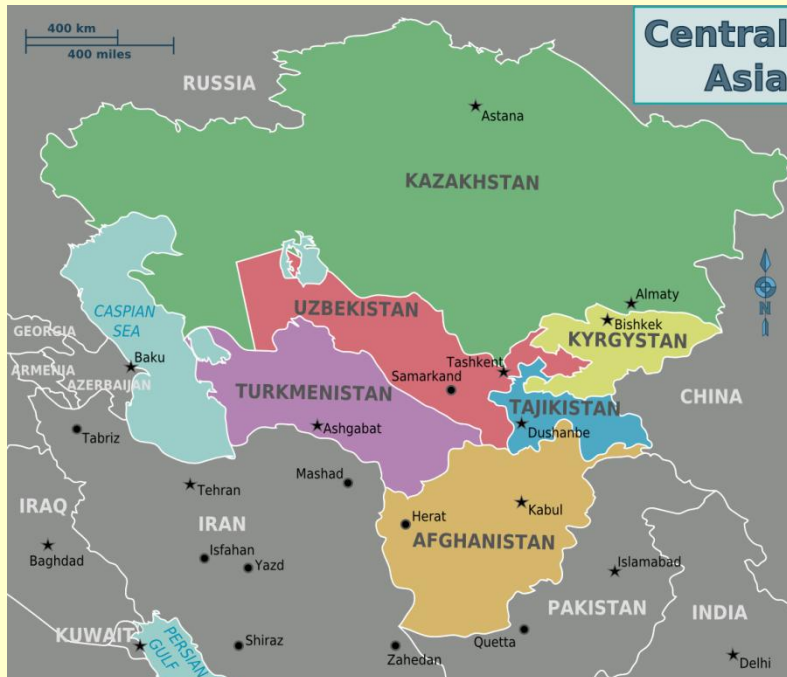 400 km
400 miles
Central
Asia
RUSSIA
Astana
KAZAKHSTAN
CASPIAN
SEA
UZBEKISTAN
Almaty
Bishkek
N
GEORGIA
KYRGYSTAN
Baku
Tashkent
ARMENIA
AZERBAIJAN
TURKMENISTAN
Samarkand
TAJIKISTAN
CHINA
Tabriz
Ashgabat
Dushanbe
Mashad
Tehran
IRAQ
IRAN
Herat
Kabul
AFGHANISTAN
Baghdad
Isfahan
Yazd
Islamabad
PAKISTAN
INDIA
KUWAIT
PERSIAN
GULF
Shiraz
Zahedan
Quetta
Delhi